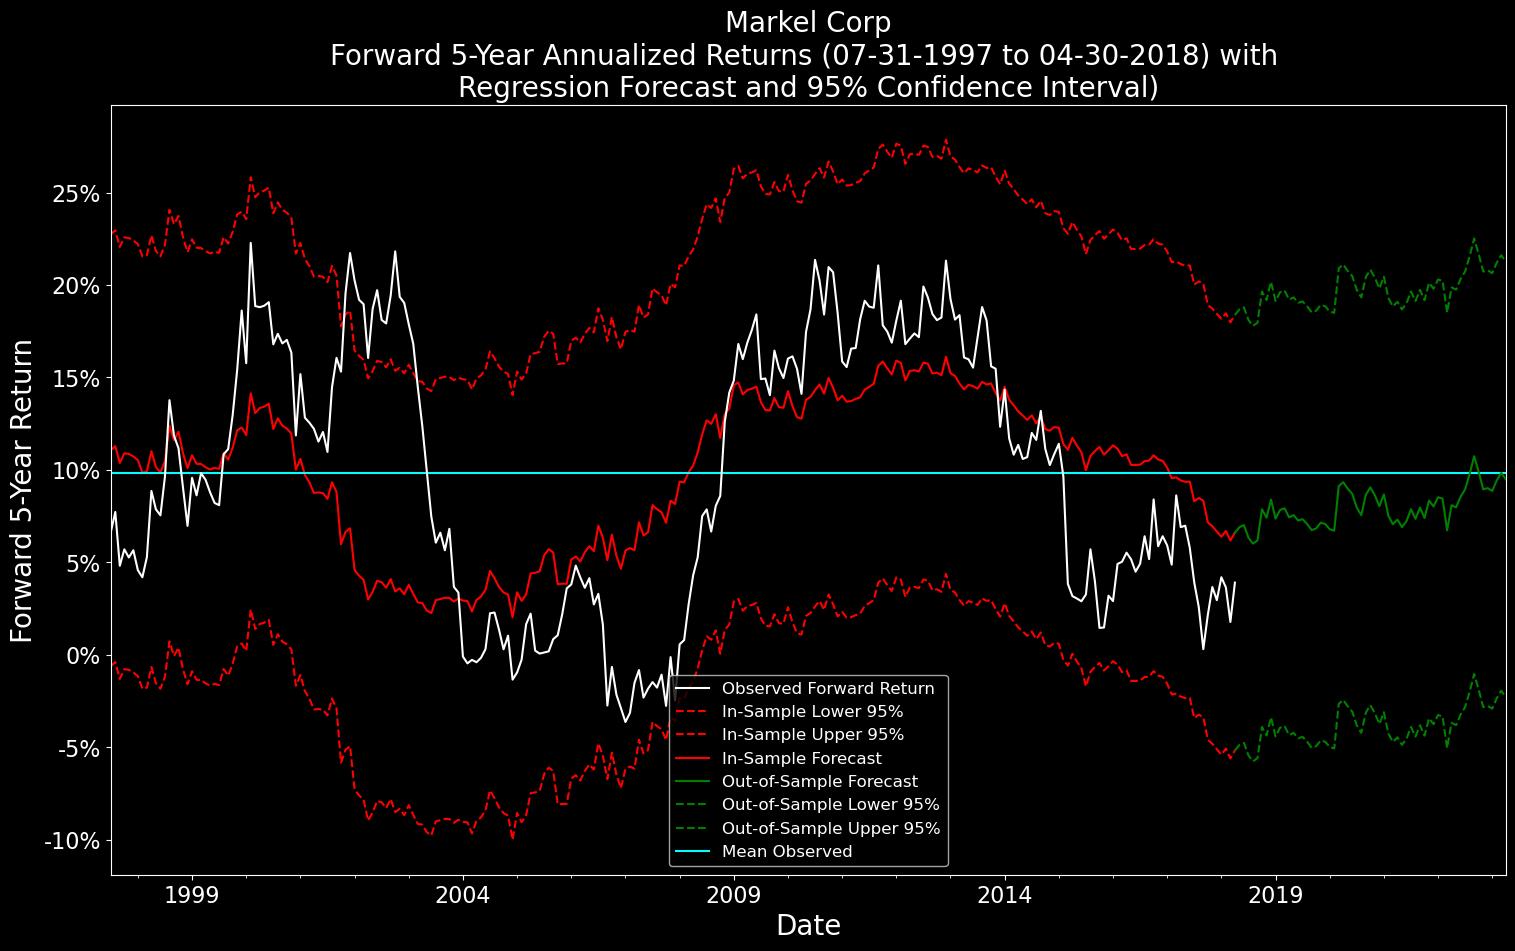 Markel Corp
Forward 5-Year Annualized Returns (07-31-1997 to 04-30-2018) with
Regression Forecast and 95% Confidence Interval)
Forward 5-Year Return
25%
20%
15%
10%
5%
0%
-5%
-10%
Observed Forward Return
In-Sample Lower 95%
In-Sample Upper 95%
In-Sample Forecast
Out-of-Sample Forecast
Out-of-Sample Lower 95%
Out-of-Sample Upper 95%
Mean Observed
1999 2004 2009 2014 2019
Date